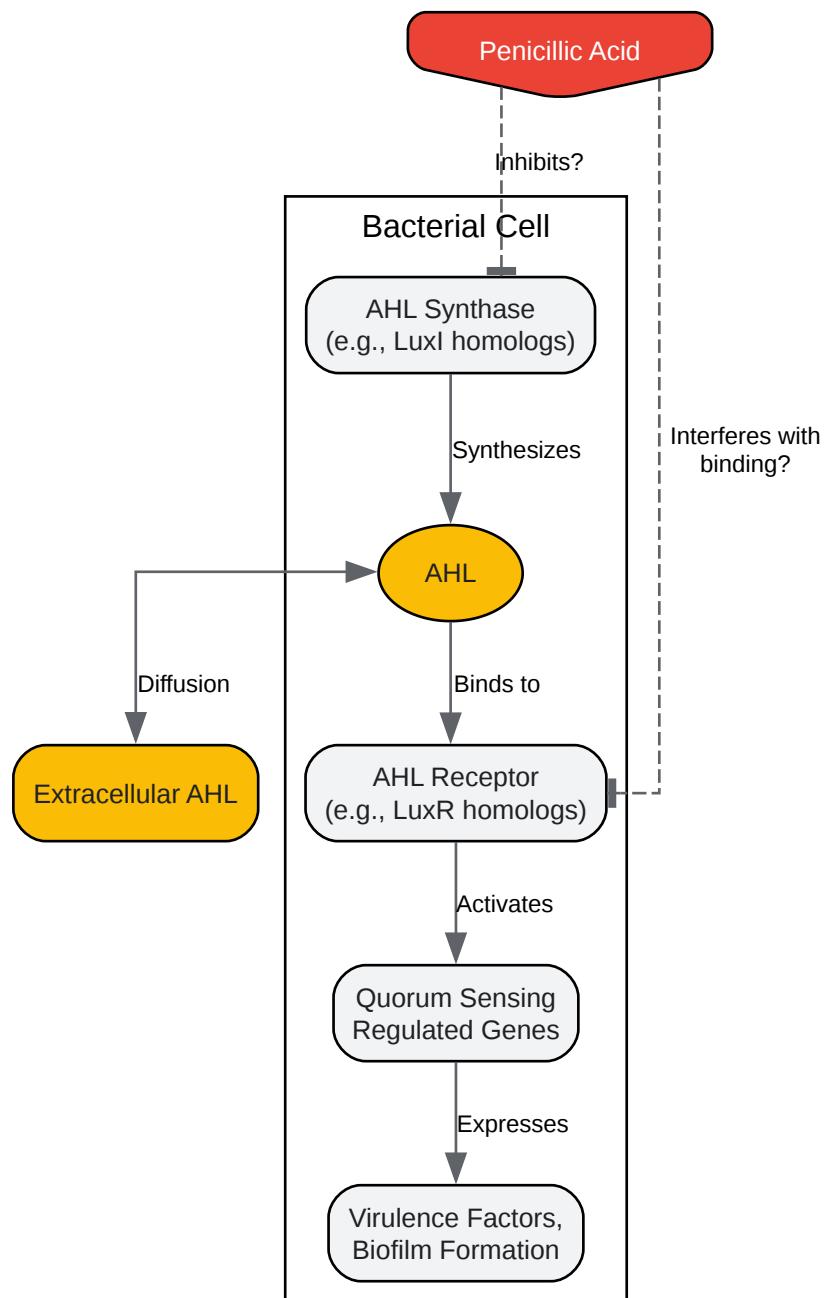 Penicillic Acid
Inhibits?
Bacterial Cell
AHL Synthase
(e.g., LuxI homologs)
Synthesizes
Interferes with
binding?
AHL
Diffusion
Binds to
Extracellular AHL
AHL Receptor
(e.g., LuxR homologs)
Activates
Quorum Sensing
Regulated Genes
Expresses
Virulence Factors,
Biofilm Formation